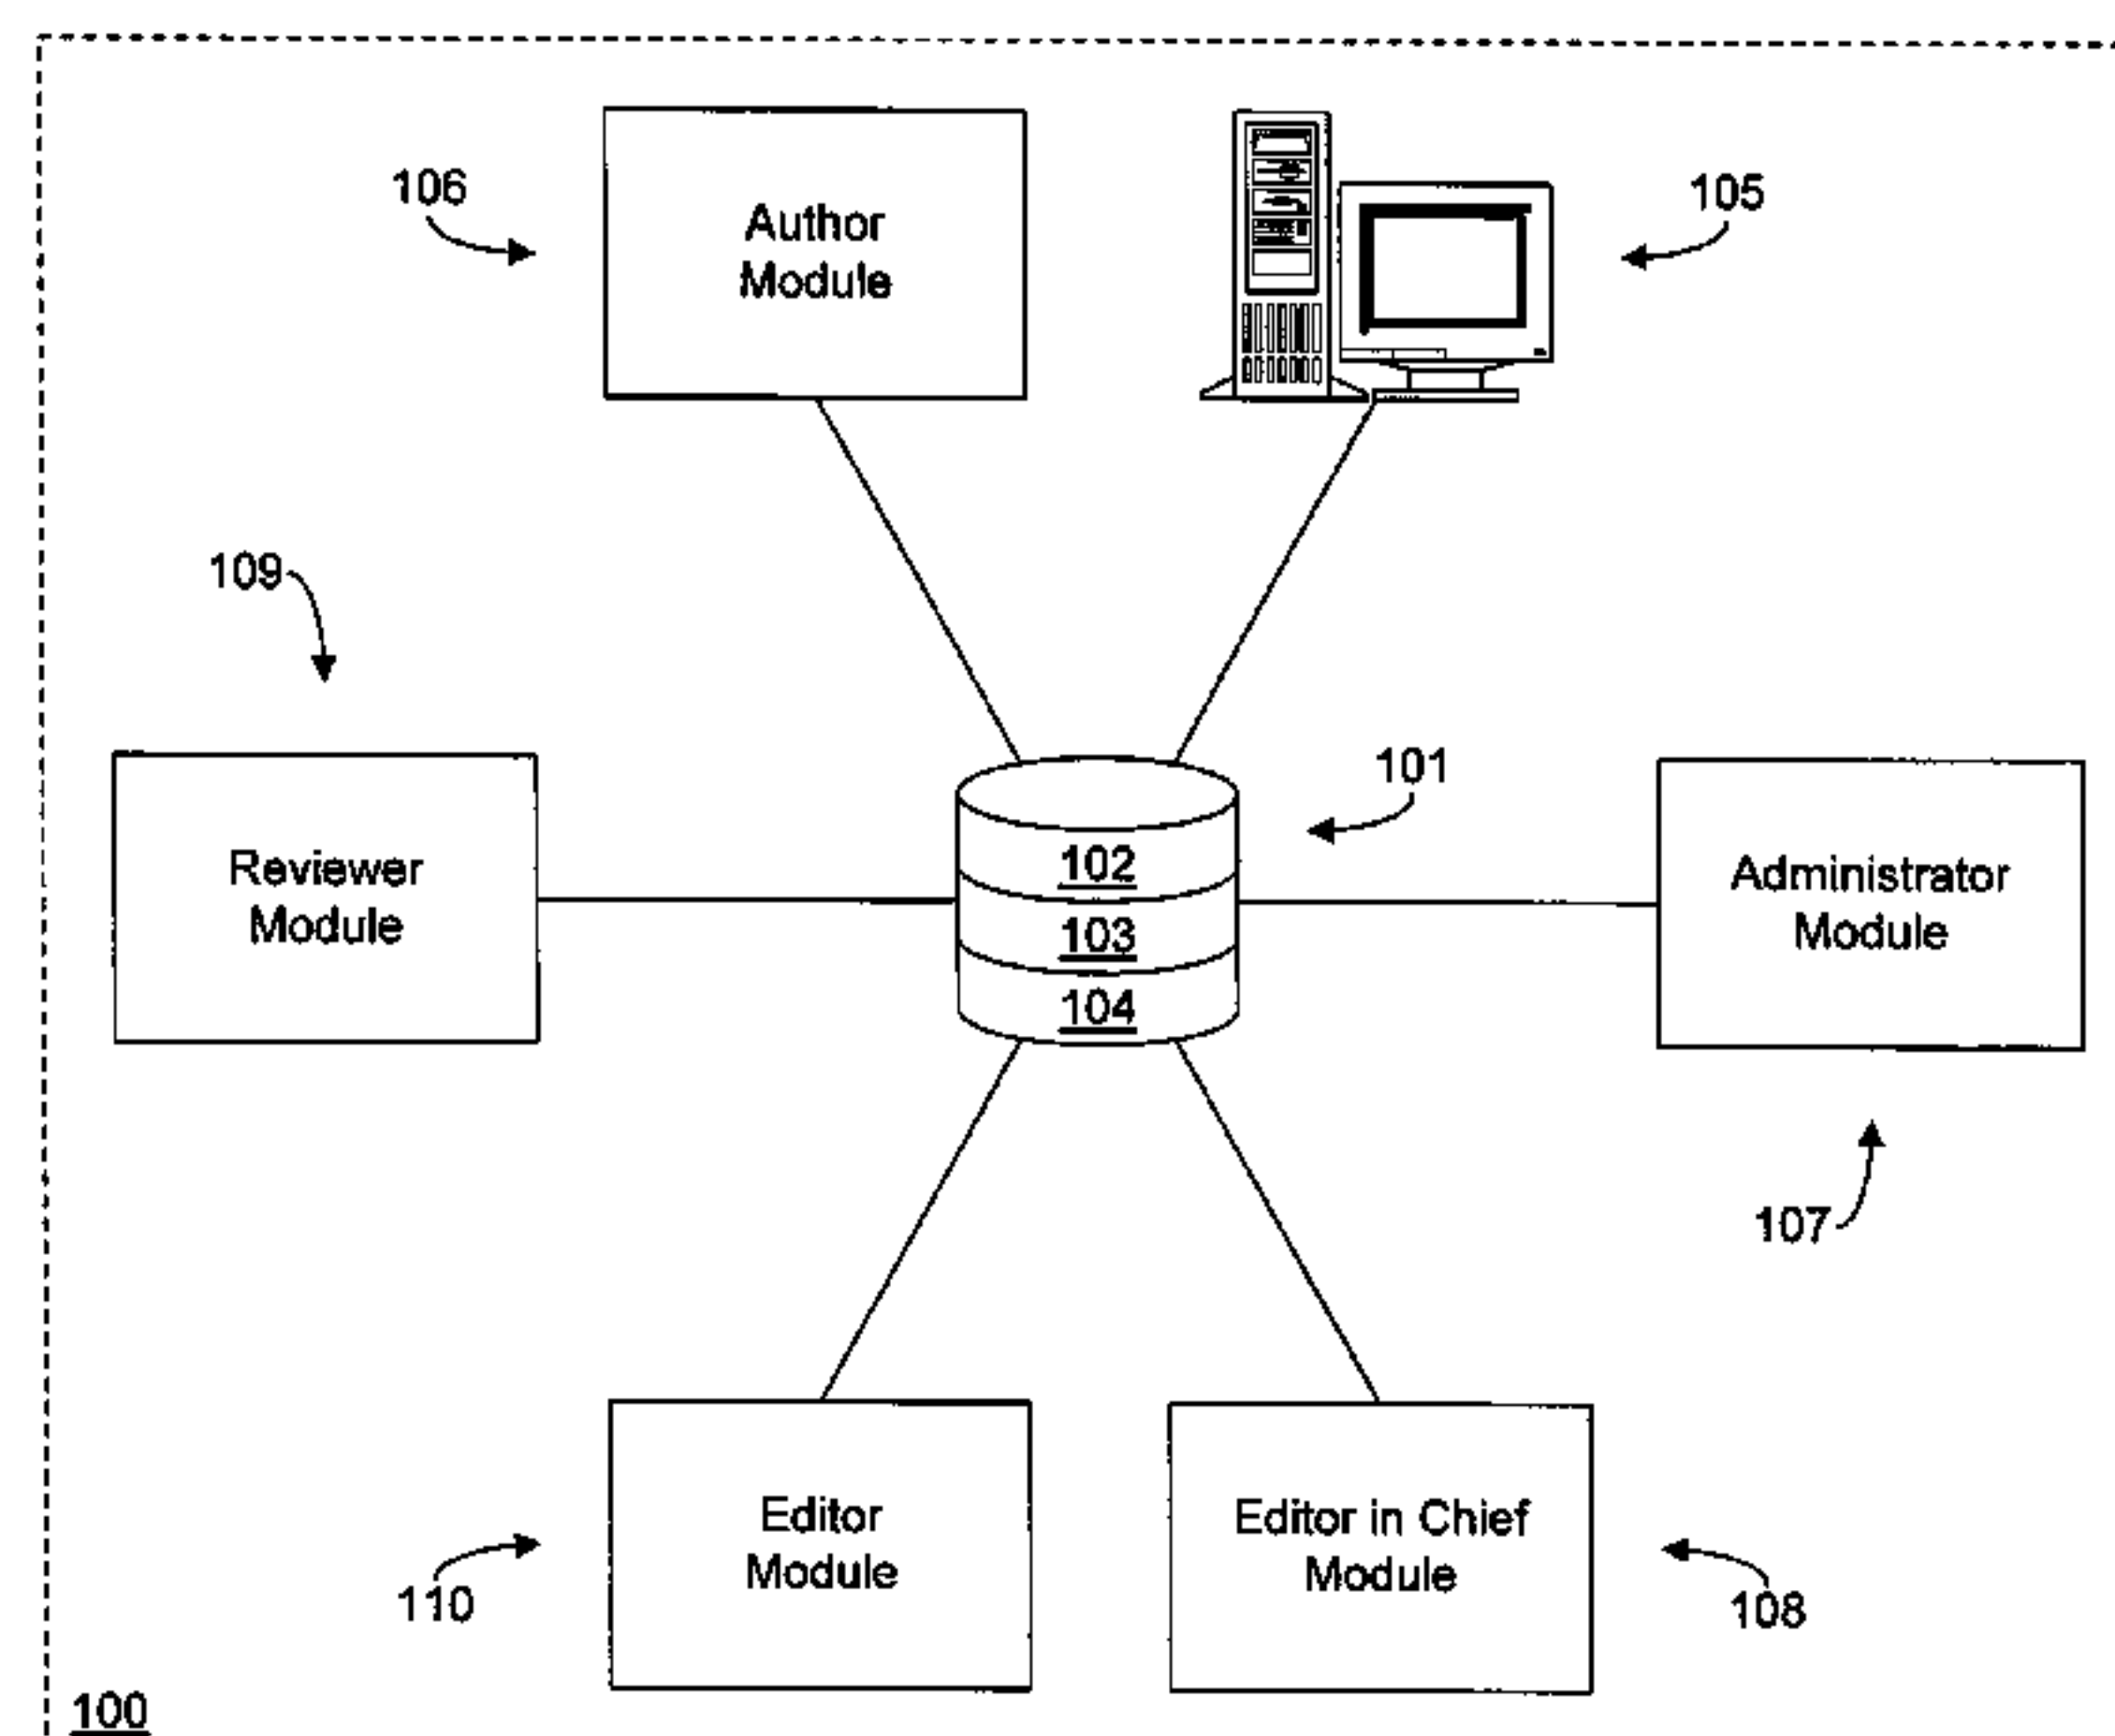 106
Author
Module
105
109
Reviewer
Module
101
102
103
104
Administrator
Module
107
Editor
Module
110
Editor in Chief
Module
108
100